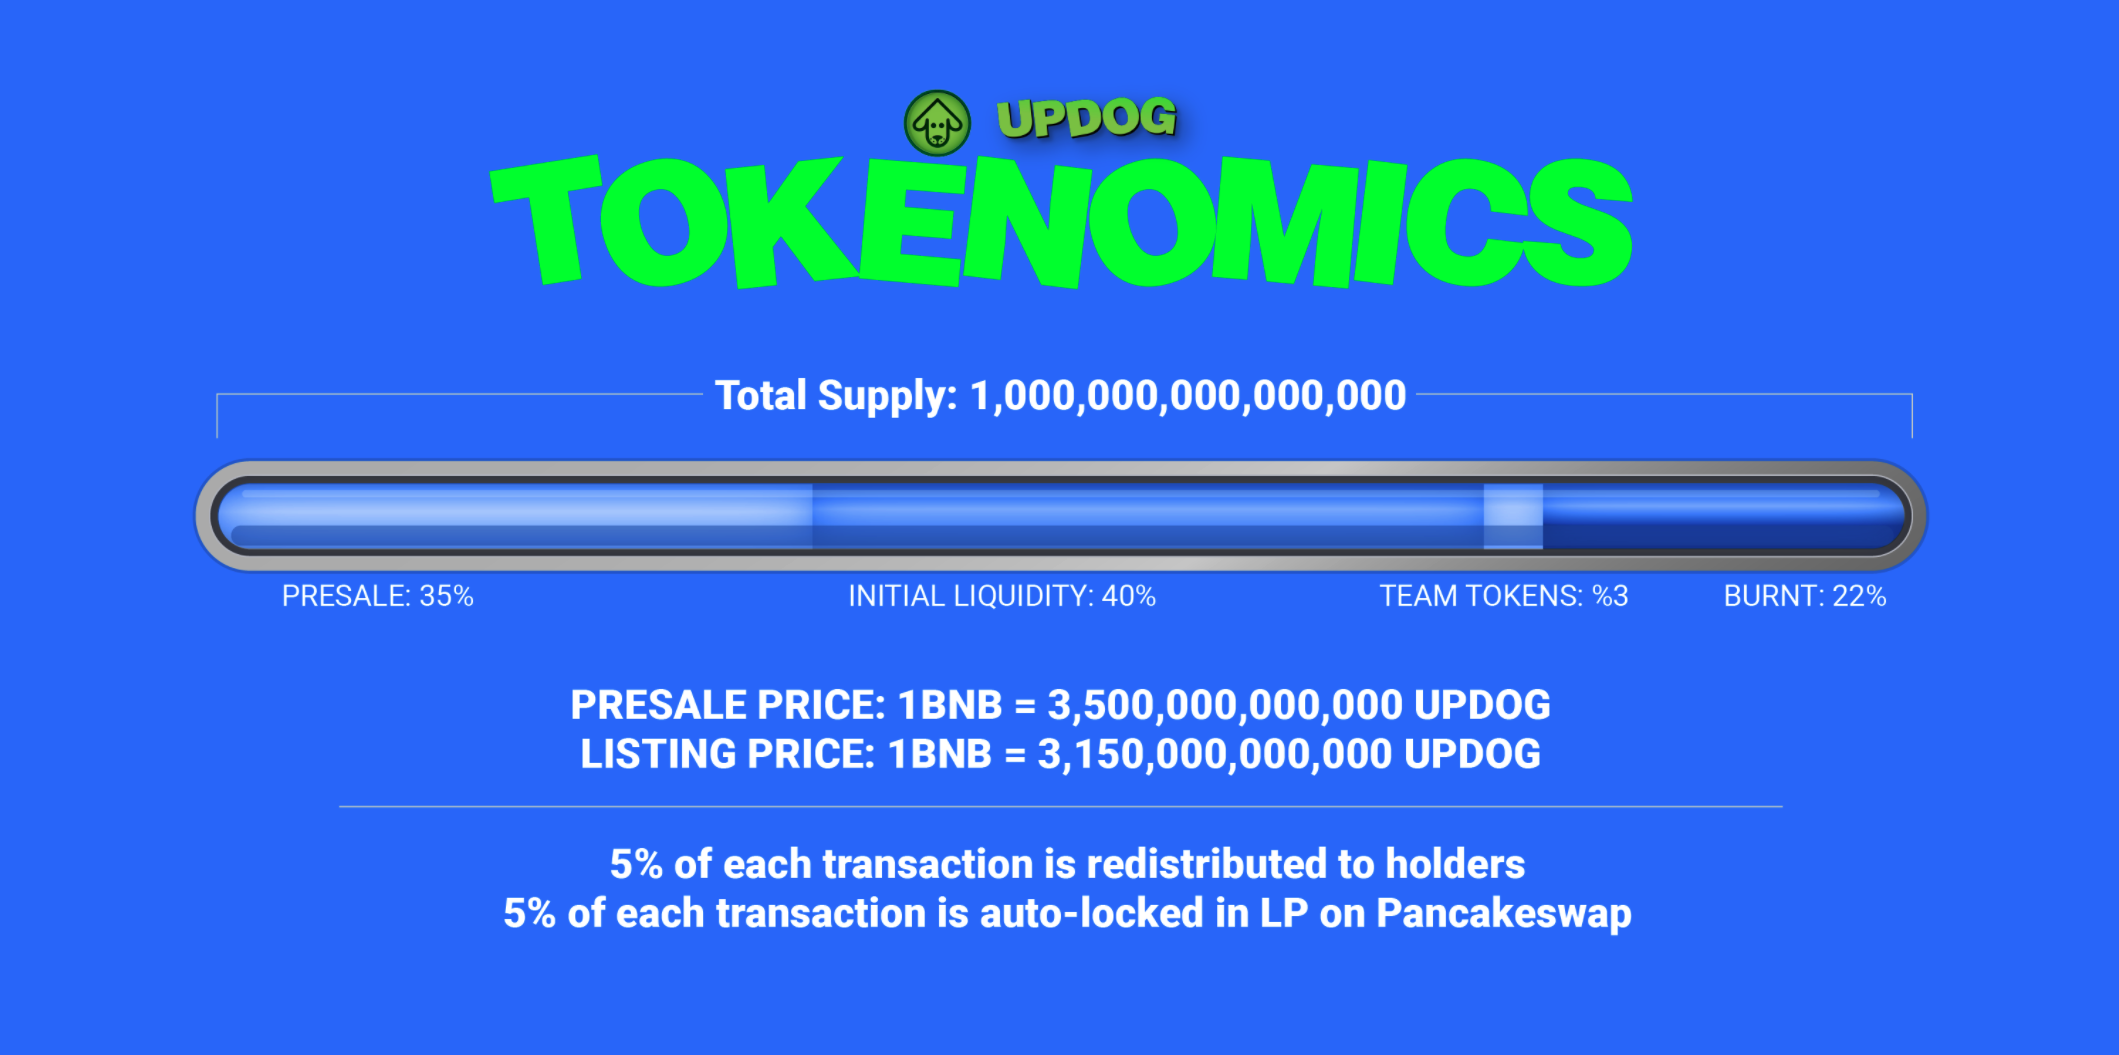 UPDOG
TOKENOMICS
Total Supply: 1,000,000,000,000,000
PRESALE: 35%
INITIAL LIQUIDITY: 40%
TEAM TOKENS: %3
BURNT: 22%
PRESALE PRICE: 1BNB = 3,500,000,000,000 UPDOG
LISTING PRICE: 1BNB = 3,150,000,000,000 UPDOG
5% of each transaction is redistributed to holders
5% of each transaction is auto-locked in LP on Pancakeswap